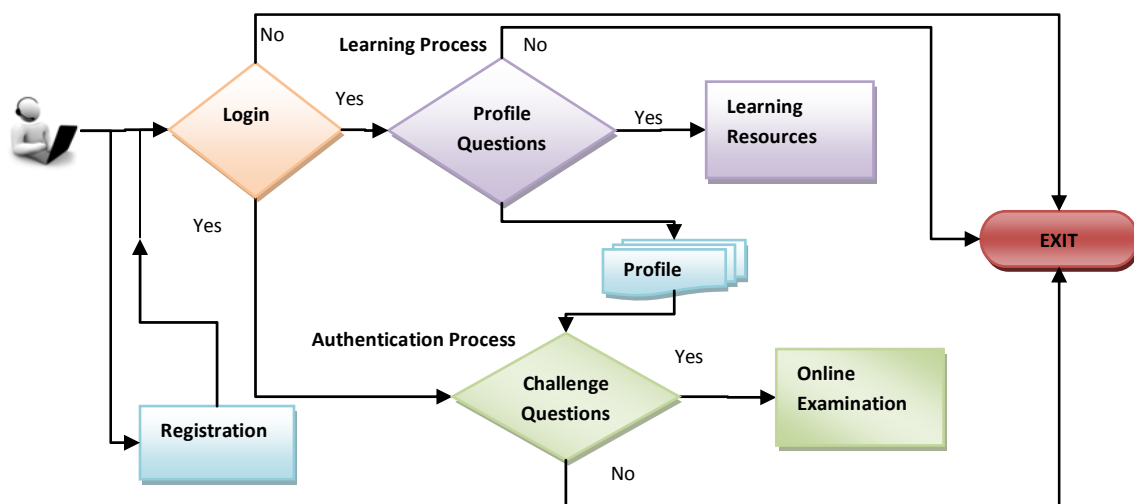 No
Learning Process
No
Login
Yes
Profile
Questions
Yes
Learning
Resources
Yes
EXIT
Profile
Authentication Process
Yes
Challenge
Questions
Online
Examination
Registration
No